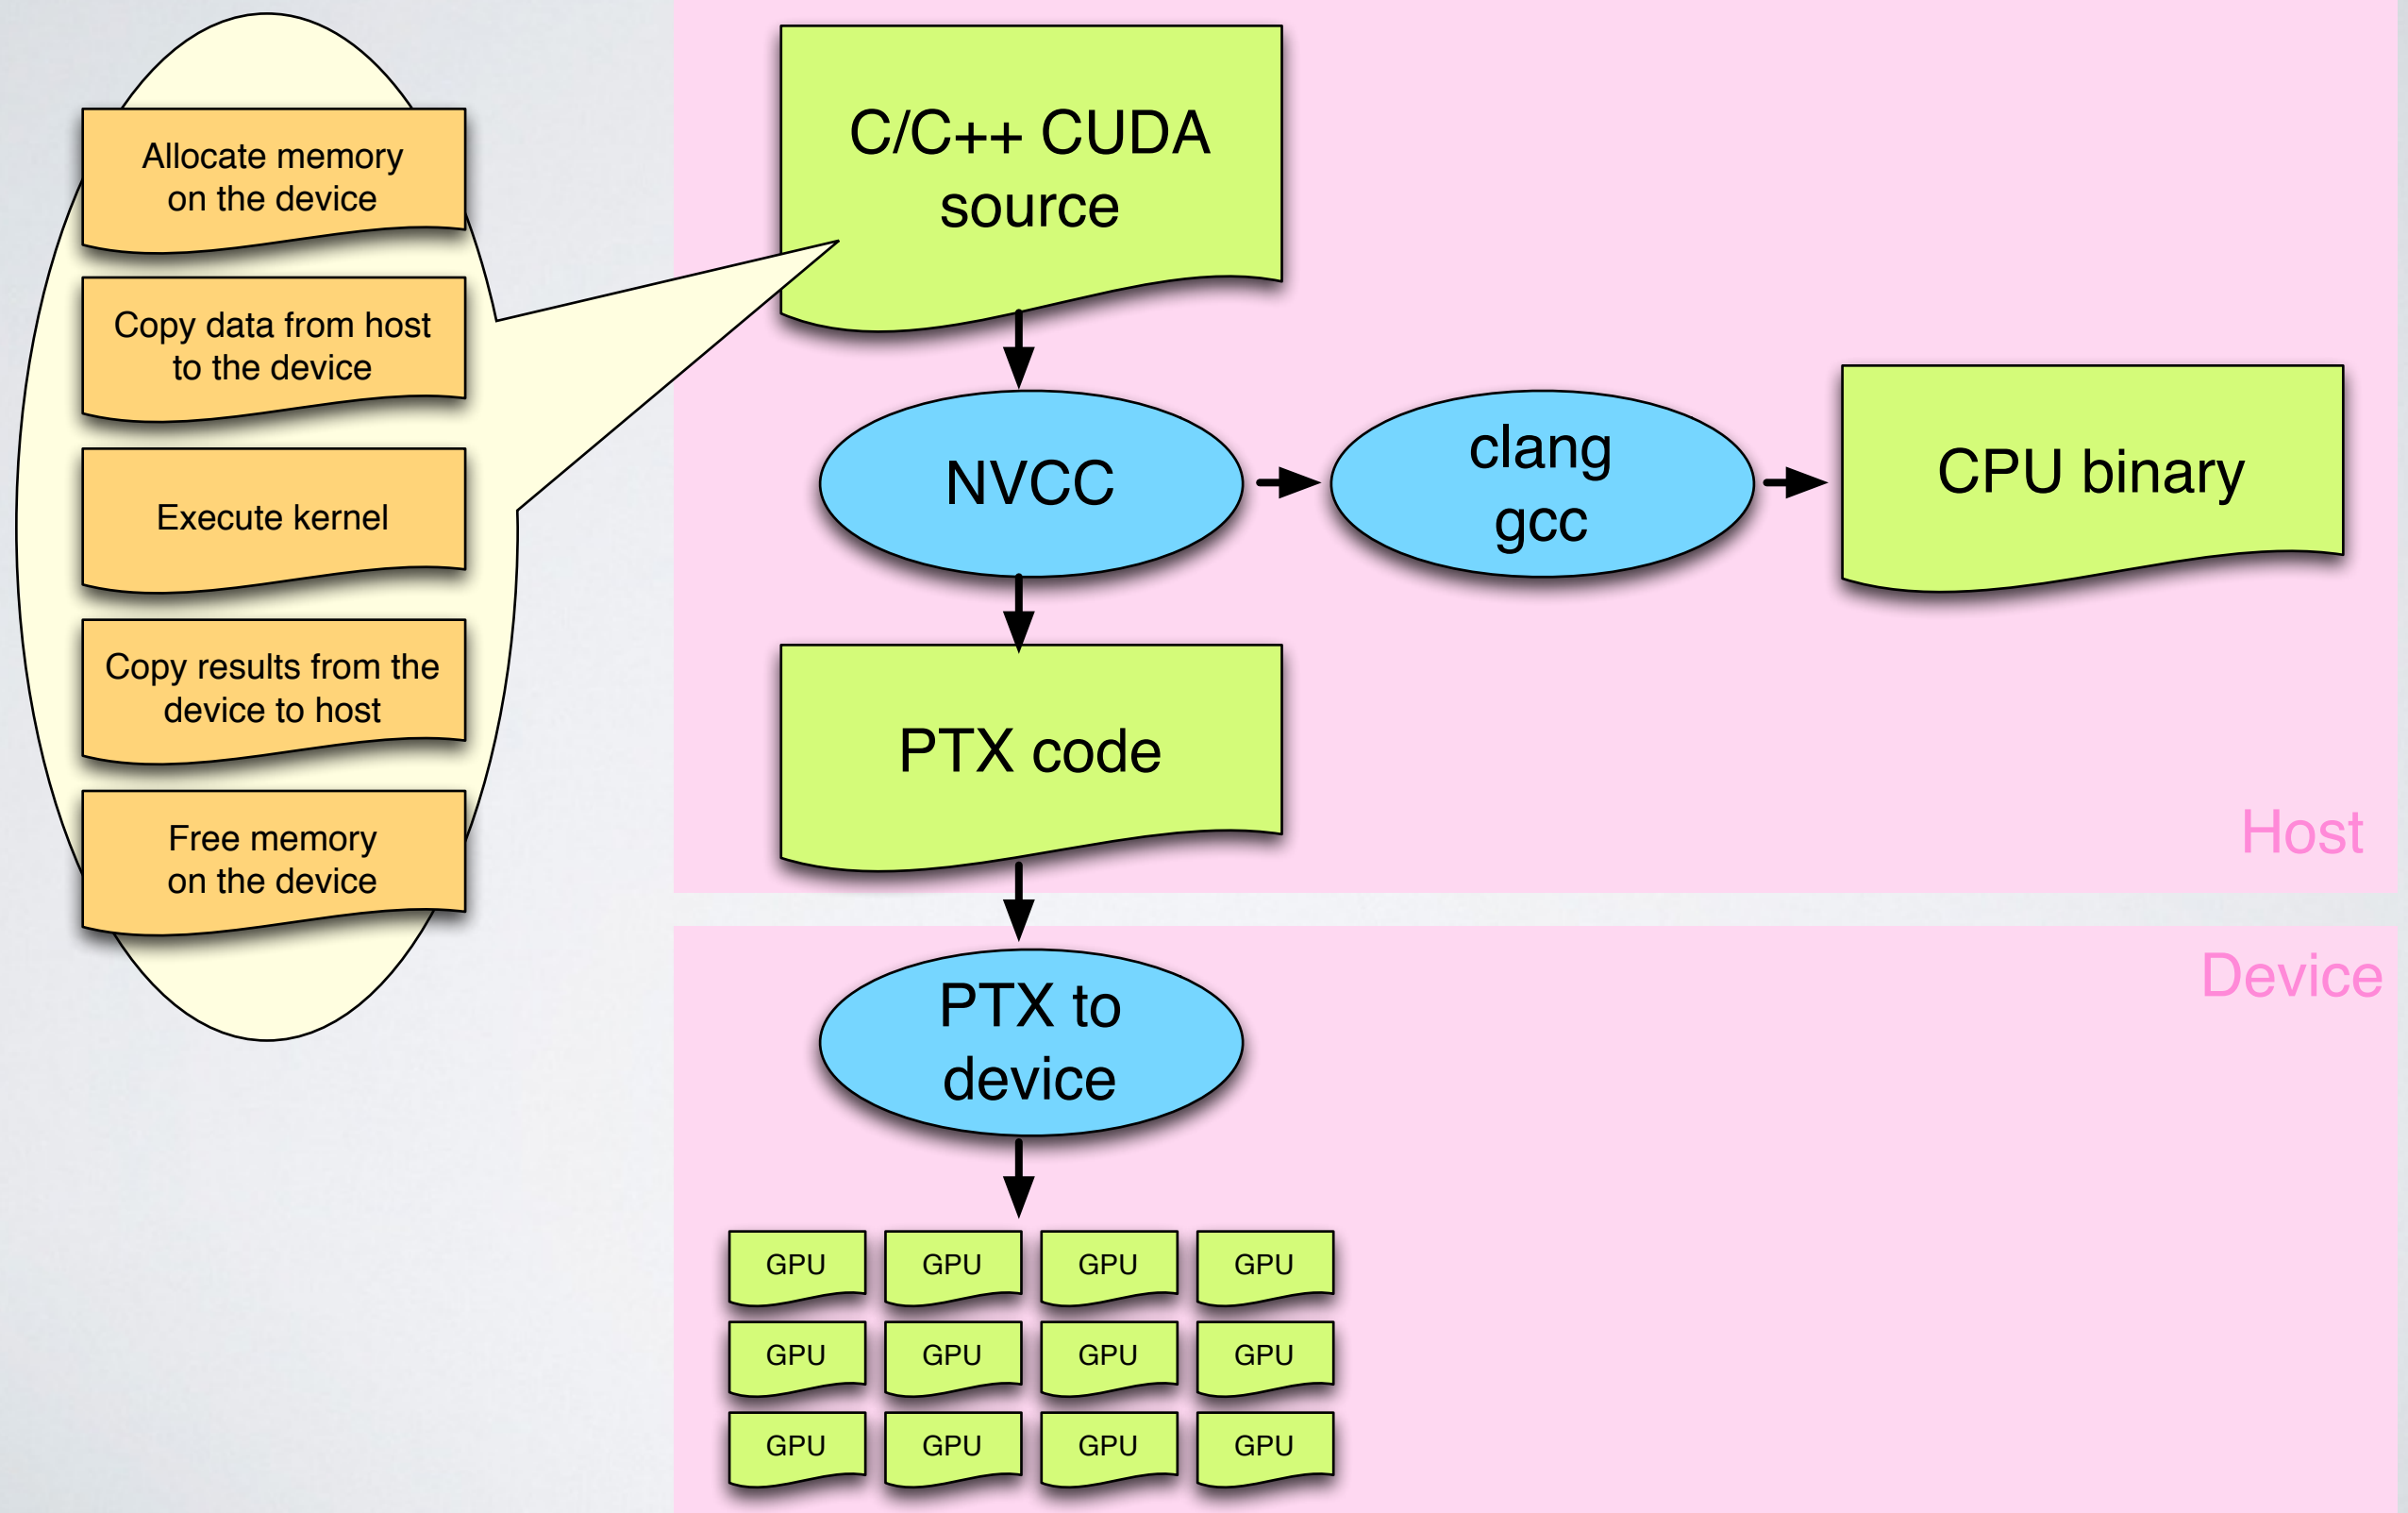 Allocate memory
on the device
Copy data from host
to the device
Execute kernel
Copy results from the
device to host
Free memory
on the device
C/C++ CUDA
source
NVCC
clang
gcc
CPU binary
PTX code
Host
Device
PTX to
device
GPU GPU GPU GPU
GPU GPU GPU GPU
GPU GPU GPU GPU